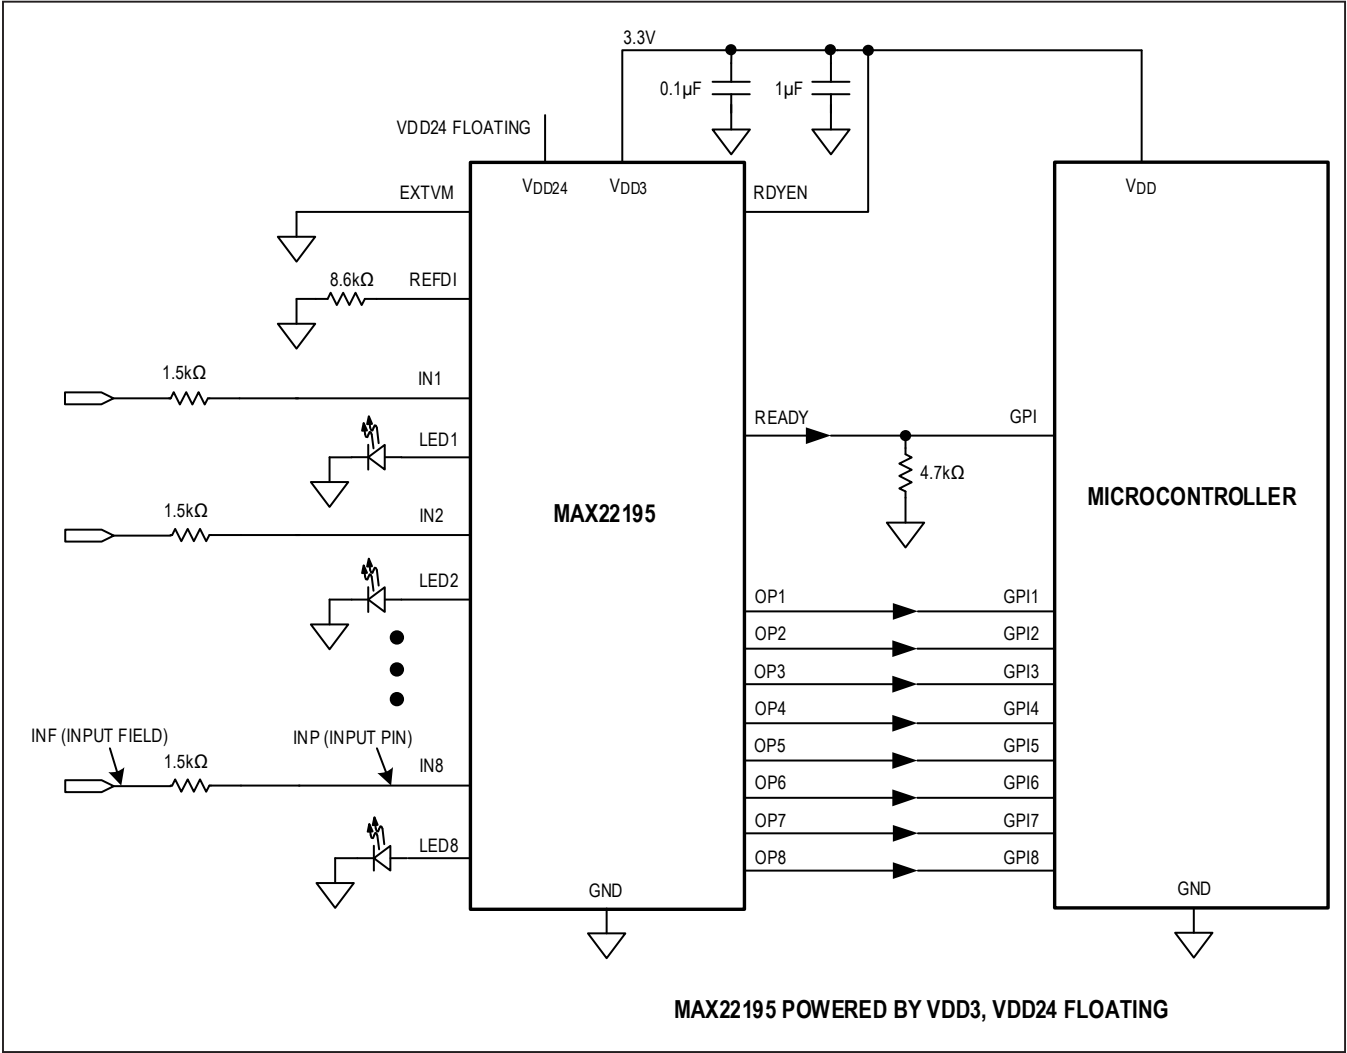 3.3V
0.1µF
1µF
VDD24 FLOATING
VDD24
VDD3
EXTVM
RDYEN
VDD
8.6kΩ
REFDI
1.5kΩ
IN1
LED1
READY
GPI
4.7kΩ
1.5kΩ
IN2
MAX22195
MICROCONTROLLER
LED2
OP1
GPI1
OP2
GPI2
OP3
GPI3
OP4
GPI4
INF (INPUT FIELD)
INP (INPUT PIN)
OP5
GPI5
1.5kΩ
IN8
OP6
GPI6
OP7
GPI7
LED8
OP8
GPI8
GND
GND
MAX22195 POWERED BY VDD3, VDD24 FLOATING